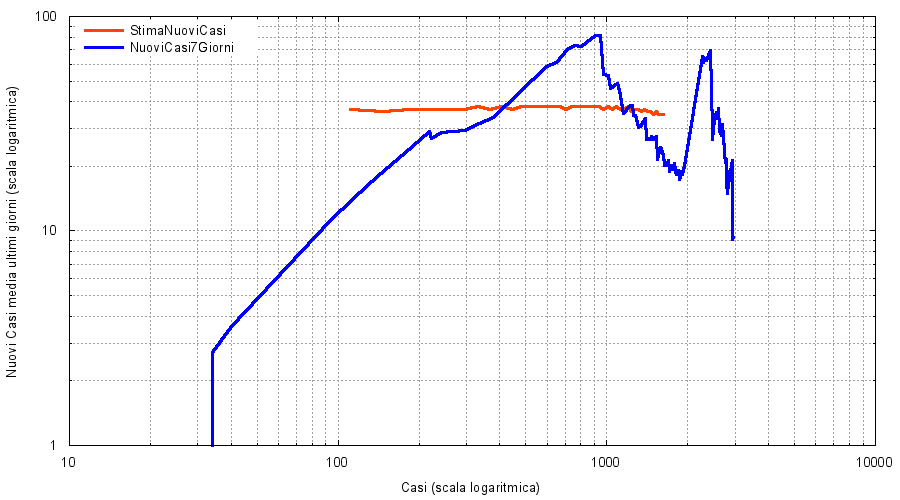 100
StimaNuoviCasi
NuoviCasi7Giorni
10
1
10
100
1000
10000
Nuovi Casi media ultimi giorni (scala logaritmica)
Casi (scala logaritmica)